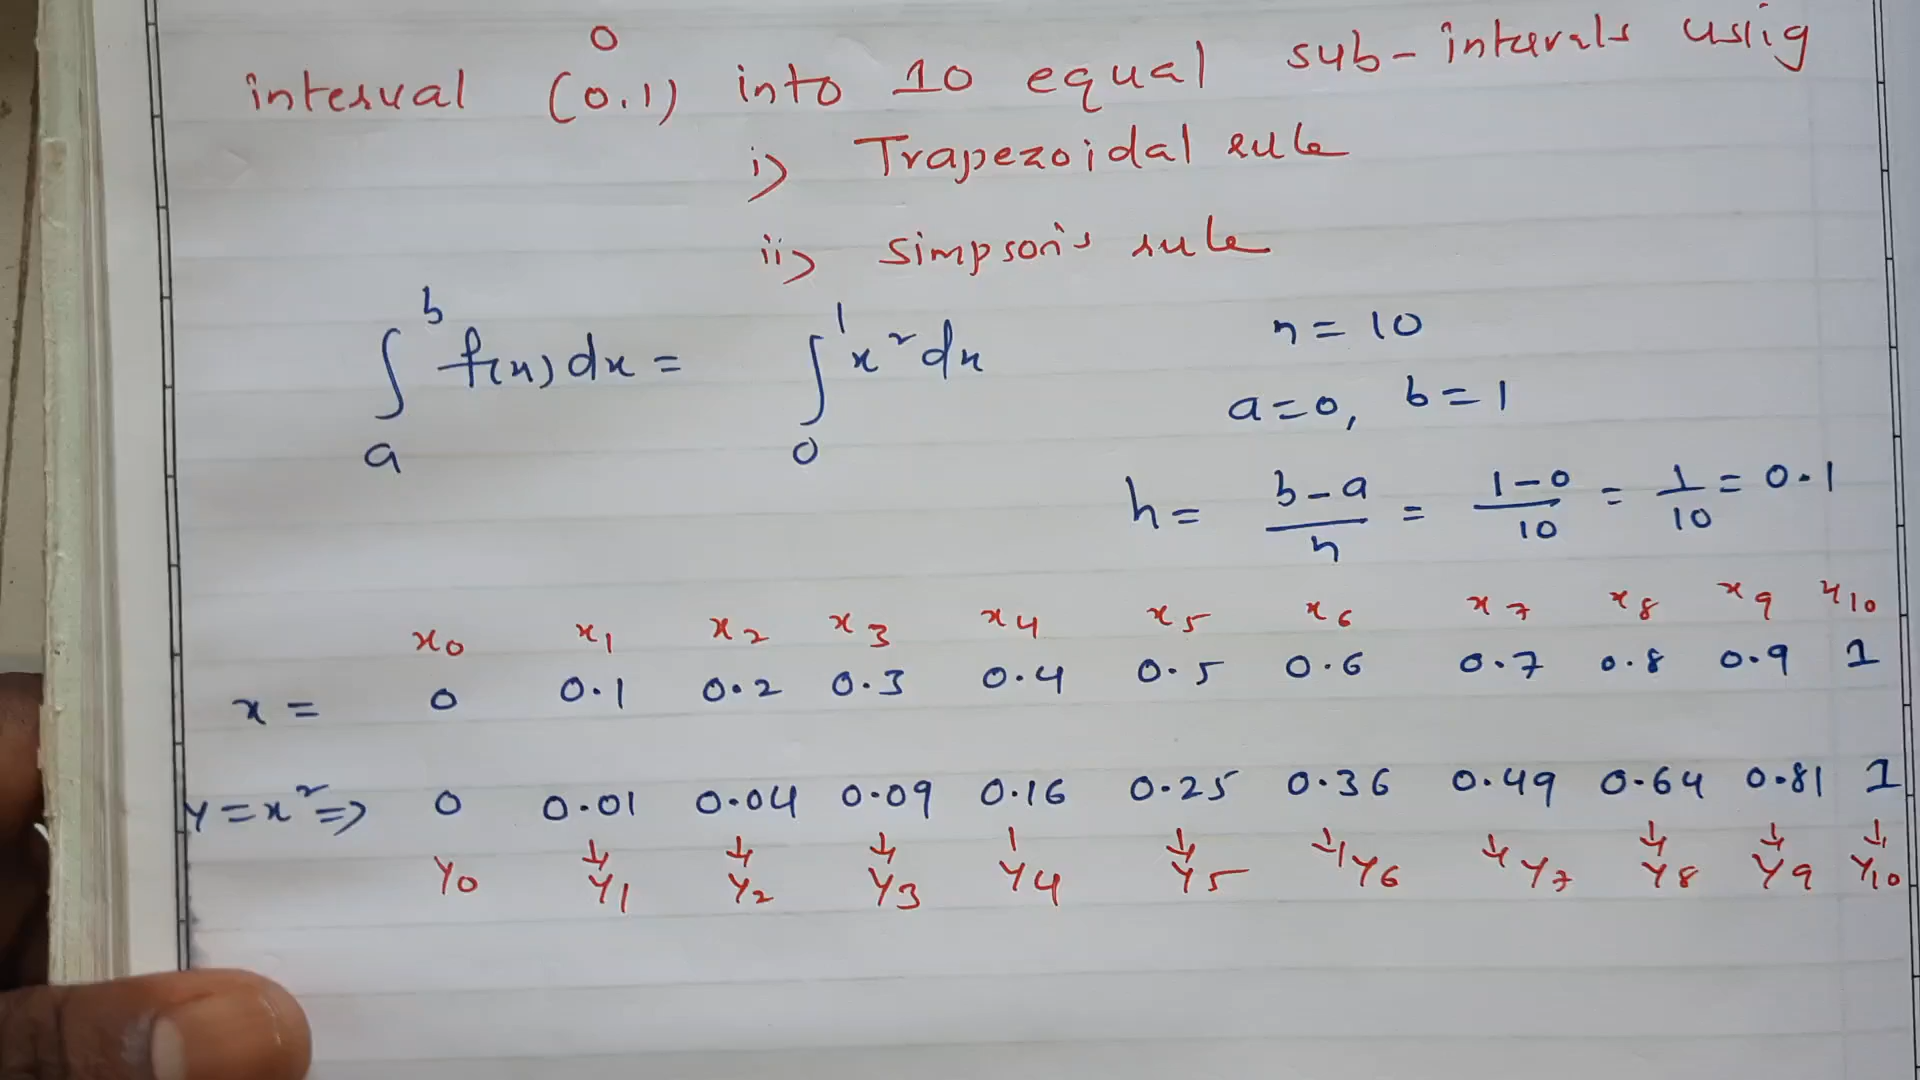 0
interval (0.1) into 10 equal sub-intervals usig
i) Trapezoidal rule
ii) Simpson's rule
∫ₐᵇ f(x) dx = ∫₀¹ x² dx
n = 10
a = 0, b = 1
h = (b-a)/n = (1-0)/10 = 1/10 = 0.1
x₀ x₁ x₂ x₃ x₄ x₅ x₆ x₇ x₈ x₉ x₁₀
x = 0 0.1 0.2 0.3 0.4 0.5 0.6 0.7 0.8 0.9 1
y = x² ⇒ 0 0.01 0.04 0.09 0.16 0.25 0.36 0.49 0.64 0.81 1
↓ ↓ ↓ ↓ ↓ ↓ ↓ ↓ ↓
y₀ y₁ y₂ y₃ y₄ y₅ y₆ y₇ y₈ y₉ y₁₀